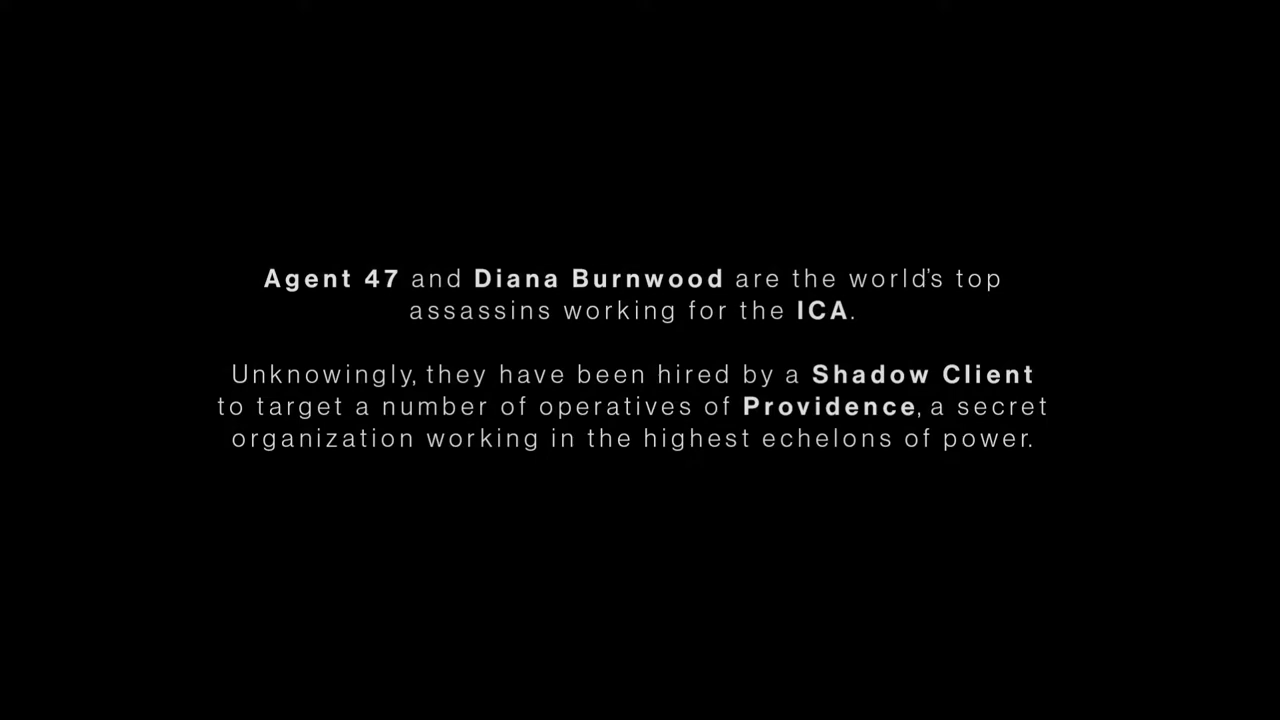 Agent 47 and Diana Burnwood are the world's top
assassins working for the ICA.
Unknowingly, they have been hired by a Shadow Client
to target a number of operatives of Providence, a secret
organization working in the highest echelons of power.